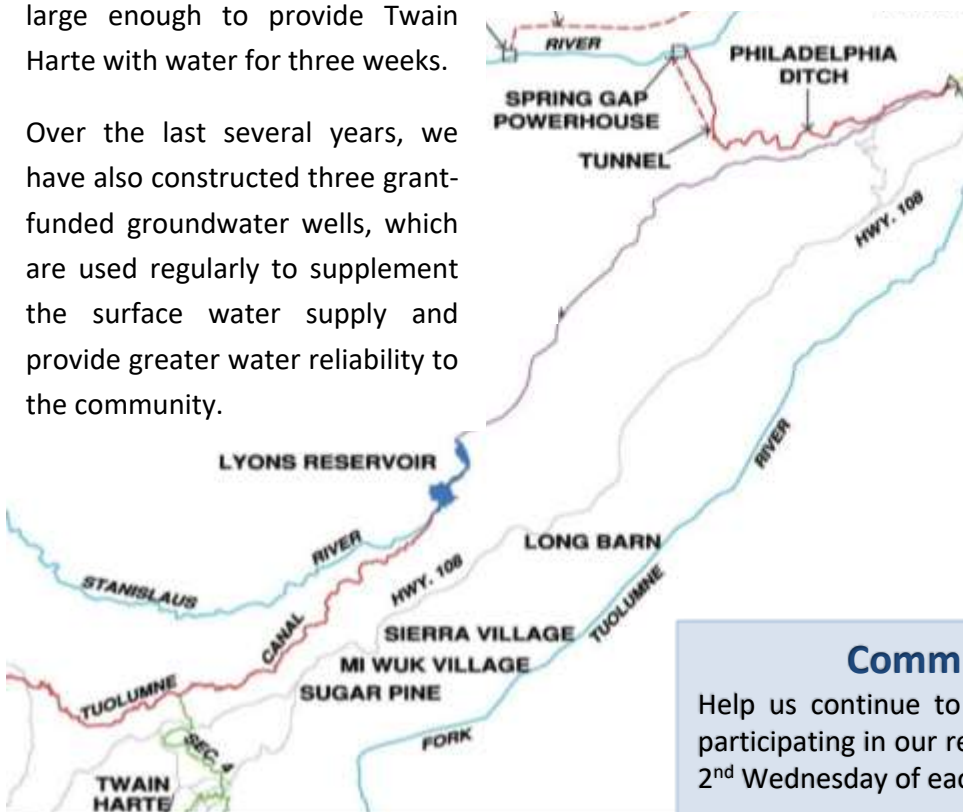 large enough to provide Twain
Harte with water for three weeks.
Over the last several years, we
have also constructed three grant-
funded groundwater wells, which
are used regularly to supplement
the surface water supply and
provide greater water reliability to
the community.
RIVER
PHILADELPHIA
DITCH
SPRING GAP
POWERHOUSE
TUNNEL
HWY. 108
RIVER
LYONS RESERVOIR
RIVER
STANISLAUS
LONG BARN
HWY. 108
TUOLUMNE
CANAL
SIERRA VILLAGE
MI WUK VILLAGE
SUGAR PINE
TUOLUMNE
FORK
SEC. 4
TWAIN
HARTE
Comm
Help us continue to
participating in our re
2nd Wednesday of eac